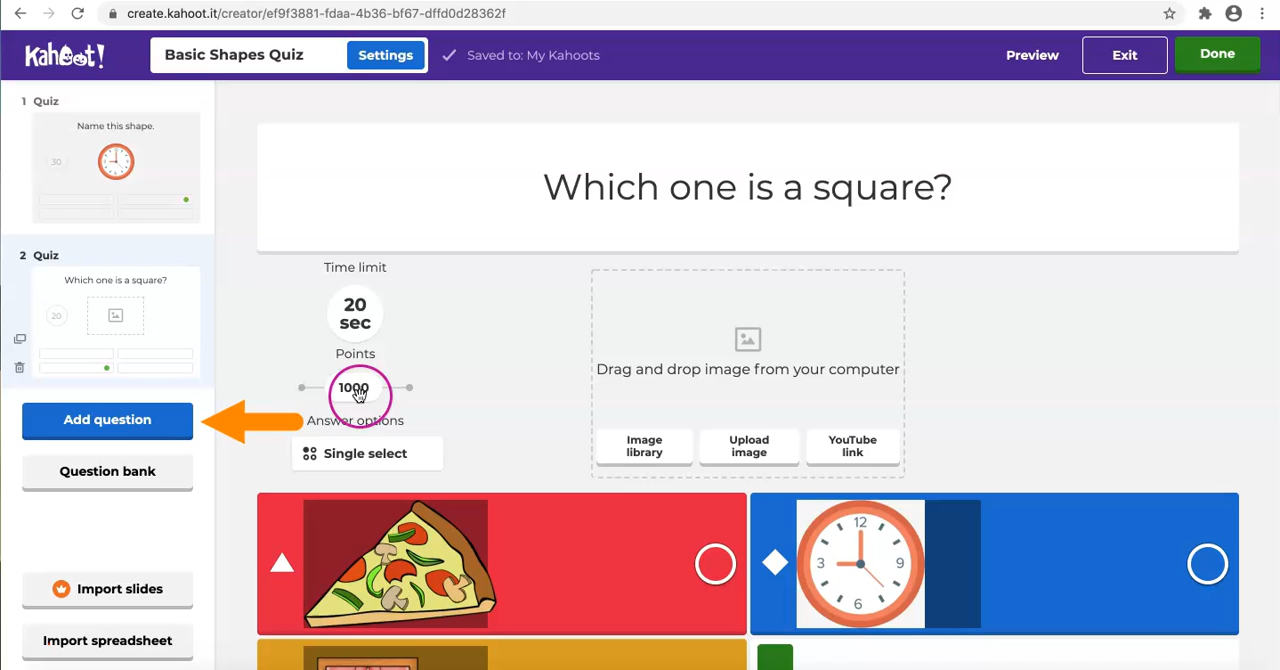 create.kahoot.it/creator/ef9f3881-fdaa-4b36-bf67-dffd0d28362f
Kahoot!
Basic Shapes Quiz
Settings
Saved to: My Kahoots
Preview
Exit
Done
1 Quiz
Name this shape.
30
2 Quiz
Which one is a square?
20
Add question
Question bank
Import slides
Import spreadsheet
Which one is a square?
Time limit
20
sec
Points
1000
Answer options
Single select
Drag and drop image from your computer
Image
library
Upload
image
YouTube
link
12
3
9
6